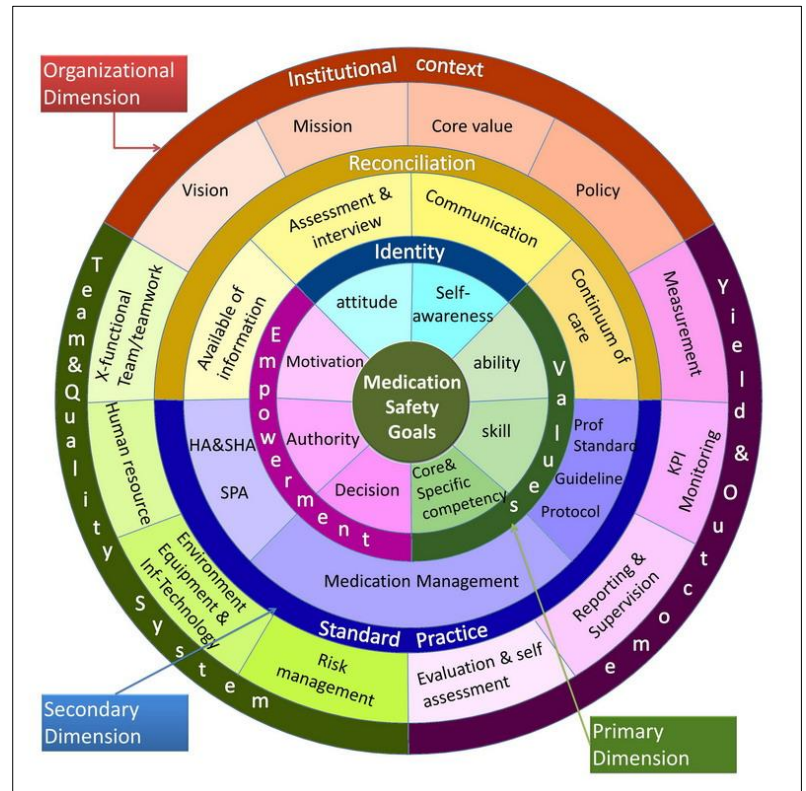 Organizational
Dimension
Institutional context
Vision
Mission
Core value
Policy
Reconciliation
Available of
information
Assessment &
interview
Communication
Continuum of
care
Identity
attitude
Self-
awareness
Empowerment
Motivation
Authority
Decision
Values
ability
skill
Core&
Specific
competency
Medication
Safety
Goals
Team&Quality System
X-functional
Team/teamwork
Human resource
Environment
Equipment &
Inf-Technology
Risk
management
Yield & Outcome
Measurement
KPI
Monitoring
Reporting &
Supervision
Evaluation & self
assessment
HA&SHA
SPA
Medication Management
Prof
Standard
Guideline
Protocol
Standard Practice
Secondary
Dimension
Primary
Dimension